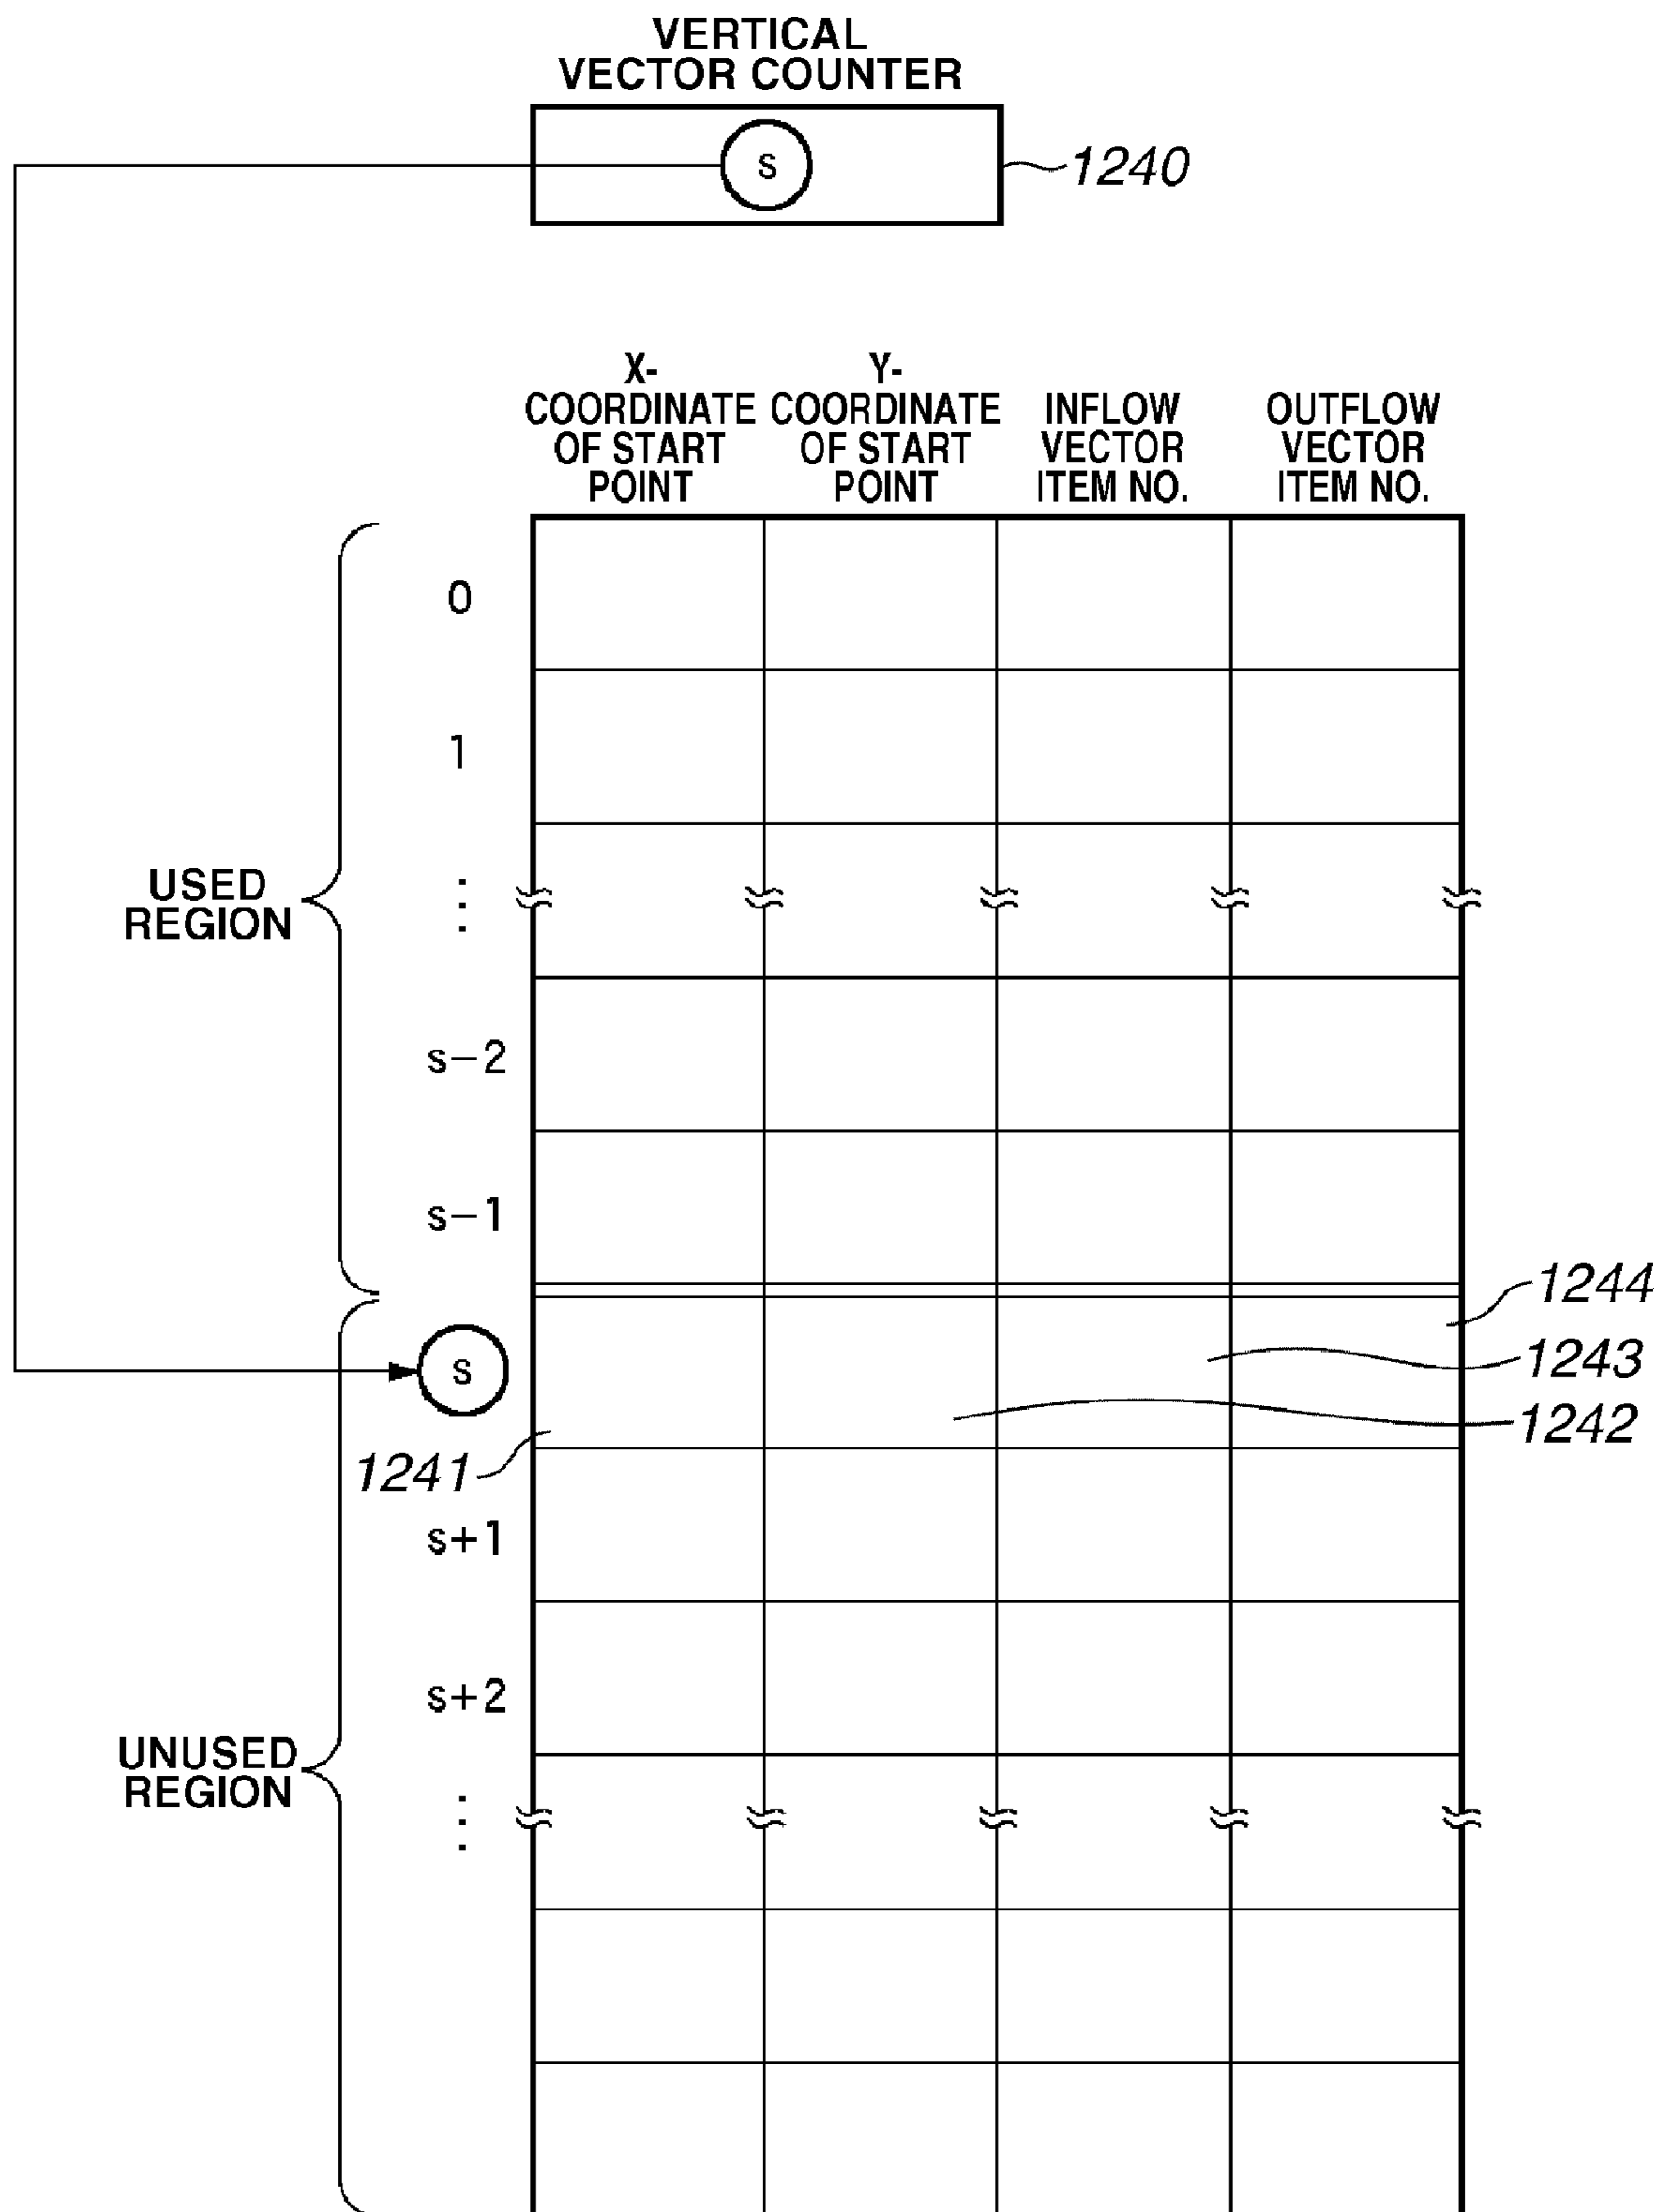 VERTICAL
VECTOR COUNTER
s
1240
X-
COORDINATE
OF START
POINT
Y-
COORDINATE
OF START
POINT
INFLOW
VECTOR
ITEM NO.
OUTFLOW
VECTOR
ITEM NO.
0
1
USED
REGION
⋮
s−2
s−1
1244
s
1243
1242
1241
s+1
s+2
UNUSED
REGION
⋮